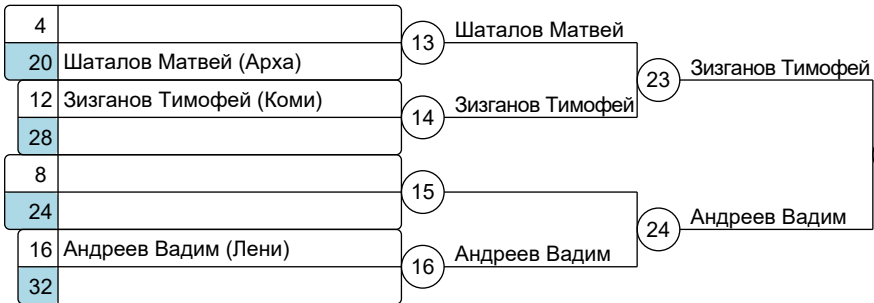 4
20 Шаталов Матвей (Арха)
13 Шаталов Матвей
12 Зизганов Тимофей (Коми)
28
14 Зизганов Тимофей
23 Зизганов Тимофей
8
24
15
16 Андреев Вадим (Лени)
32
16 Андреев Вадим
24 Андреев Вадим